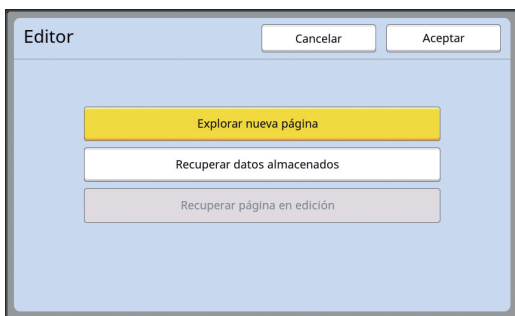 Editor
Cancelar
Aceptar
Explorar nueva página
Recuperar datos almacenados
Recuperar página en edición